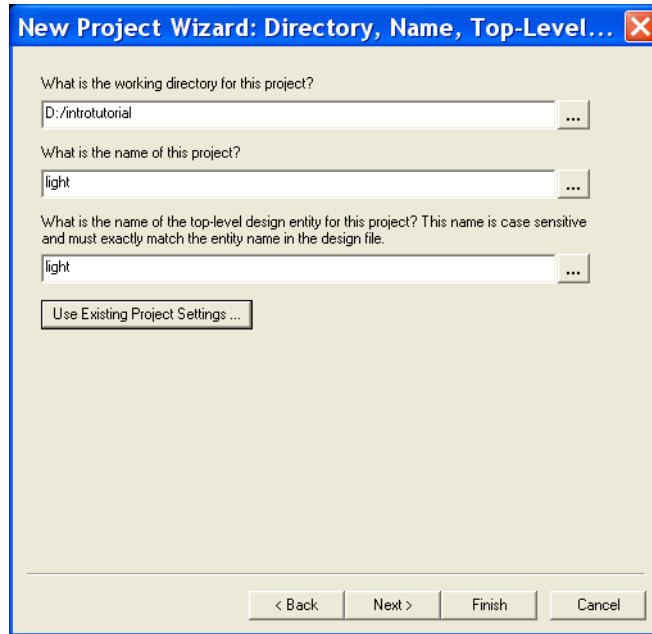 New Project Wizard: Directory, Name, Top-Level...
What is the working directory for this project?
D:/introtutorial
...
What is the name of this project?
light
...
What is the name of the top-level design entity for this project? This name is case sensitive
and must exactly match the entity name in the design file.
light
...
Use Existing Project Settings ...
< Back
Next >
Finish
Cancel